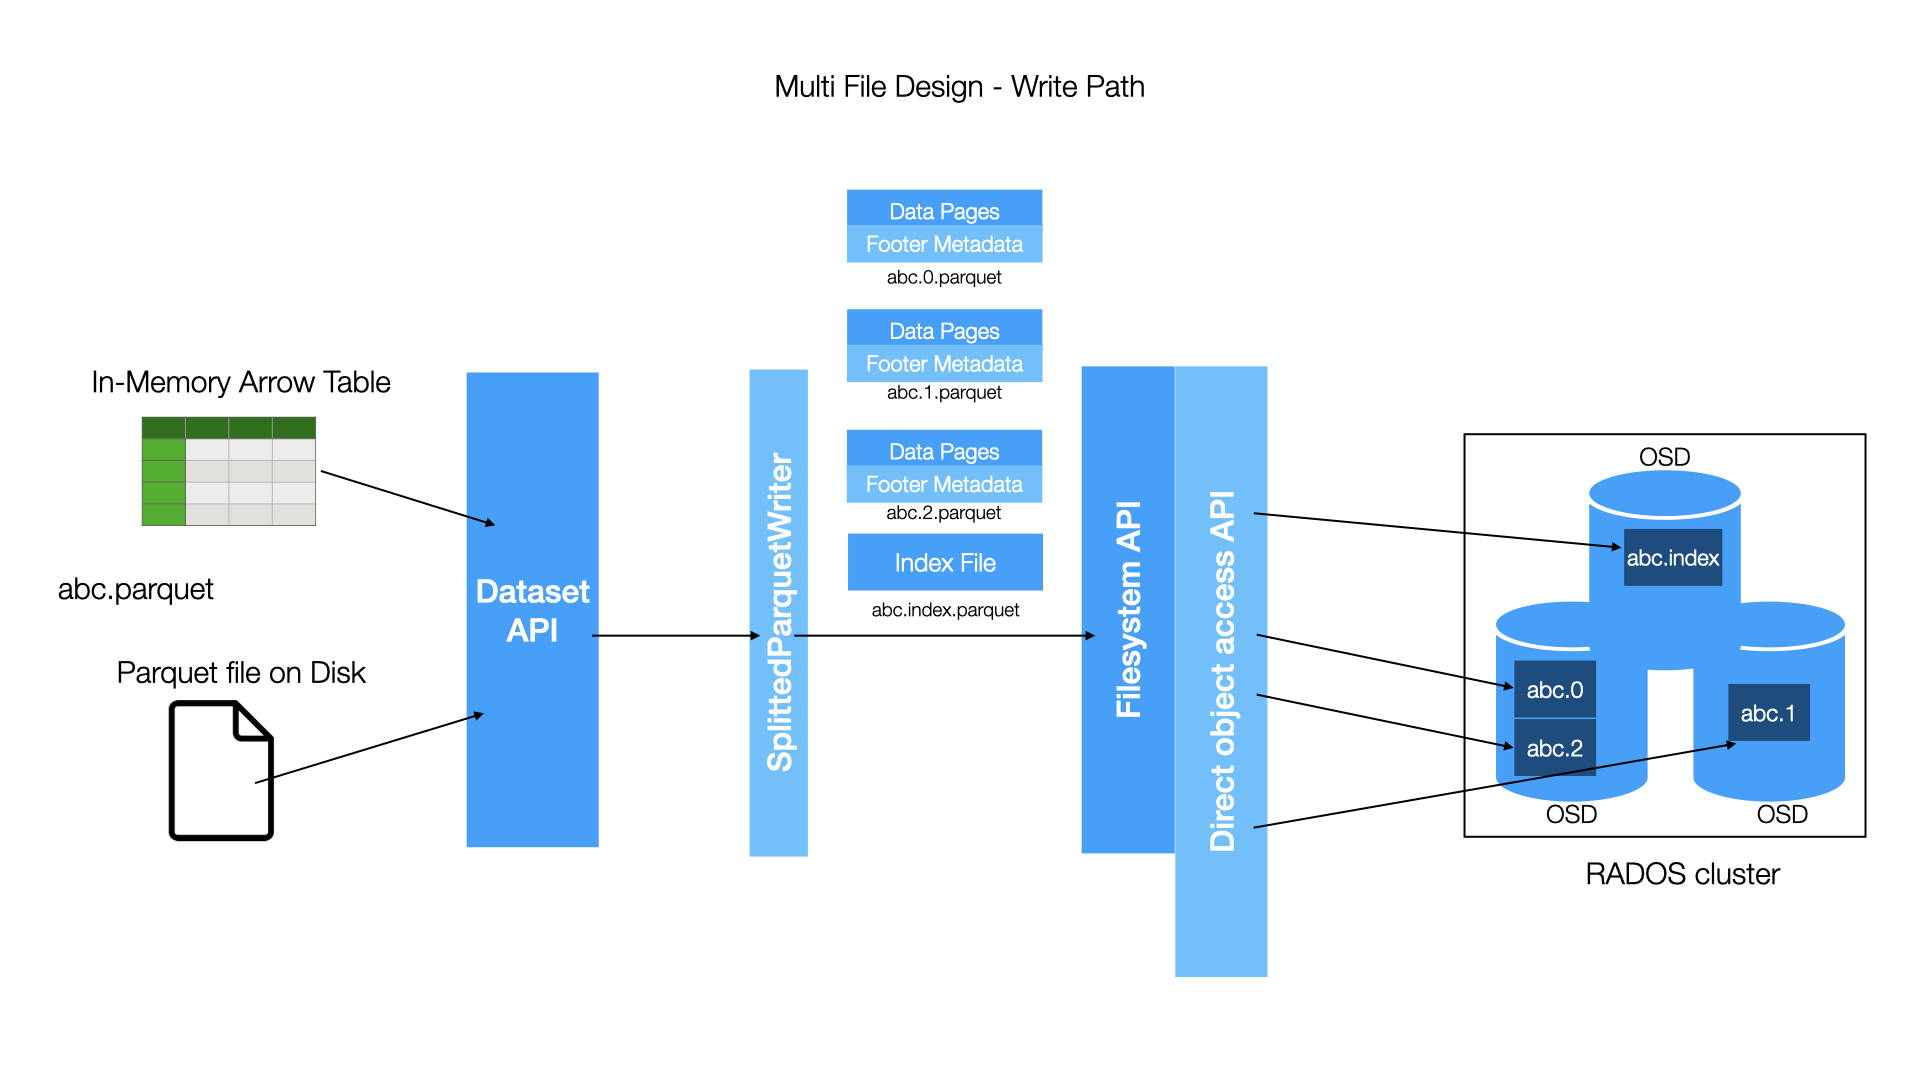 Multi File Design - Write Path
In-Memory Arrow Table
abc.parquet
Parquet file on Disk
Dataset
API
SplittedParquetWriter
Data Pages
Footer Metadata
abc.0.parquet
Data Pages
Footer Metadata
abc.1.parquet
Data Pages
Footer Metadata
abc.2.parquet
Index File
abc.index.parquet
Filesystem API
Direct object access API
OSD
abc.index
abc.0
abc.2
abc.1
OSD
OSD
RADOS cluster